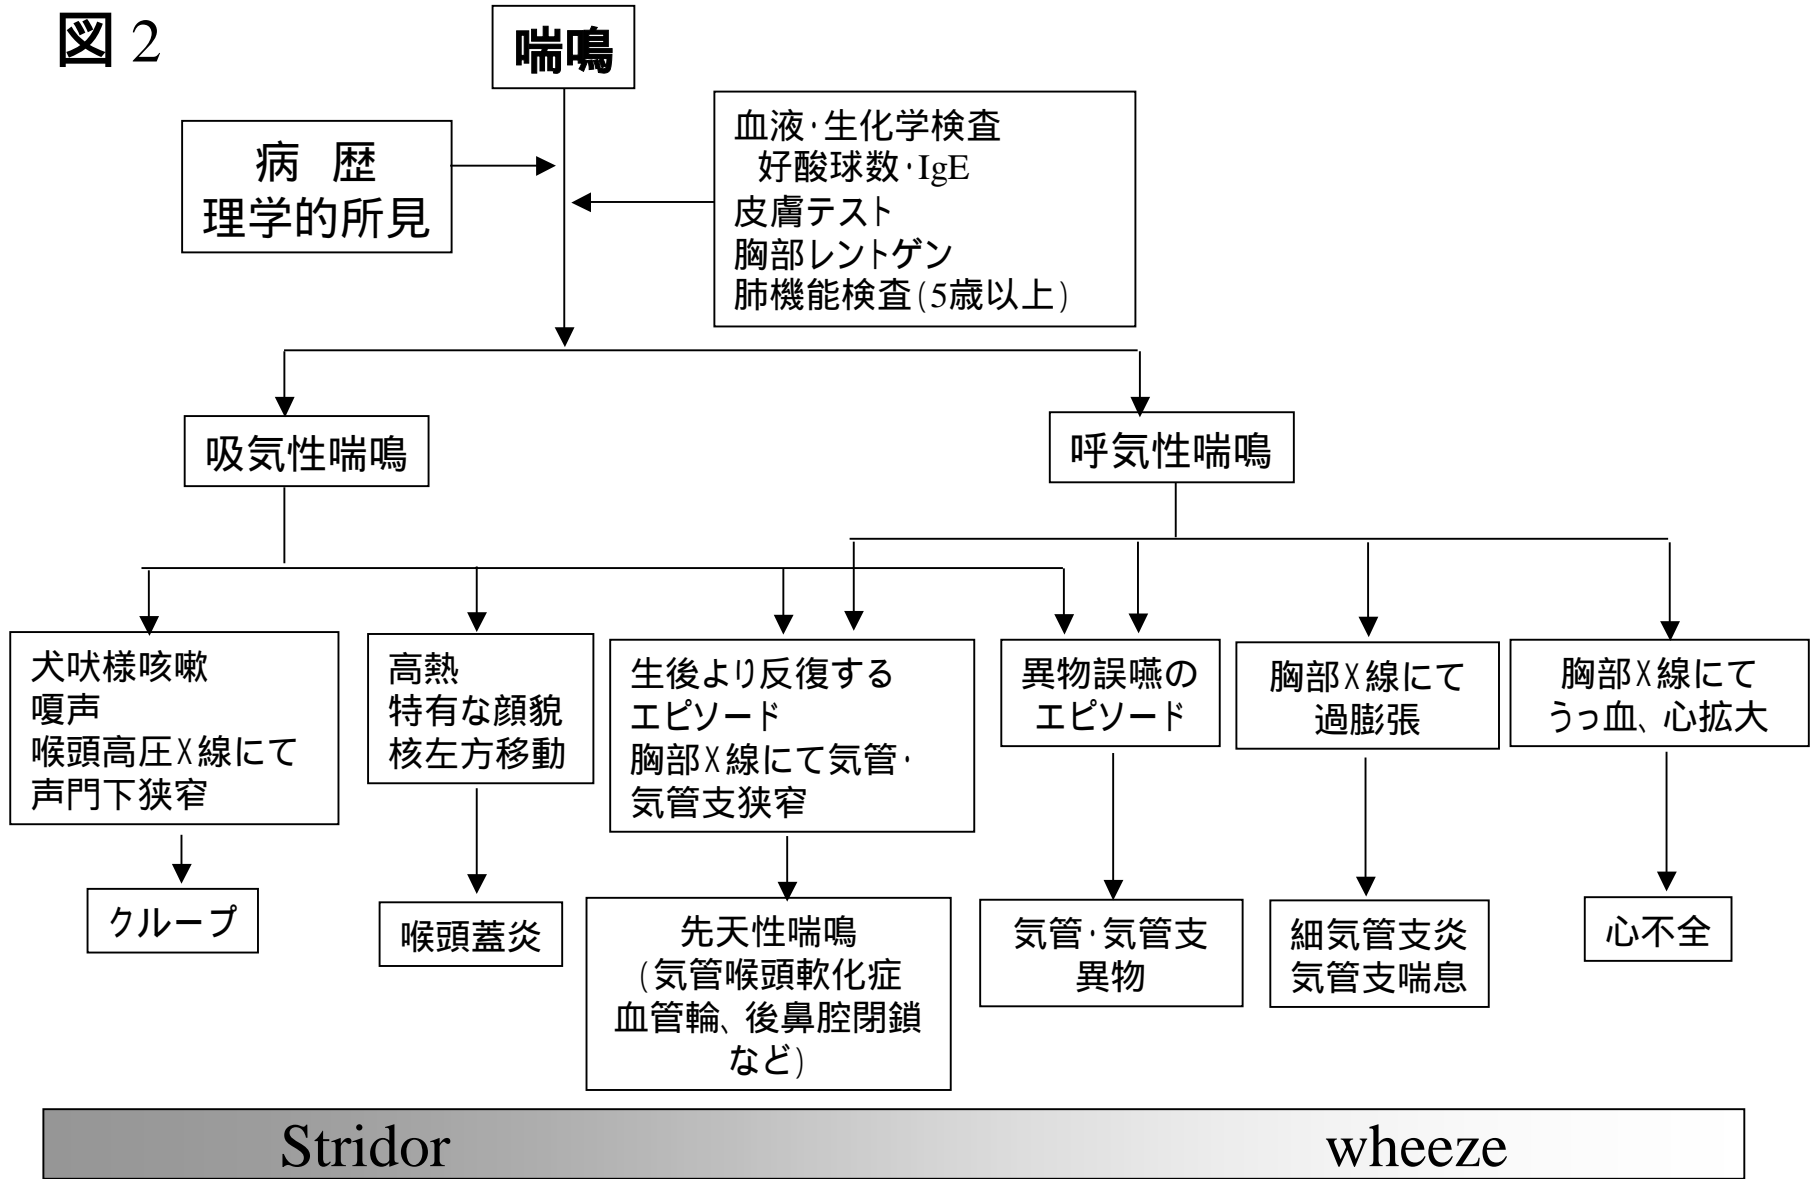 図 2
喘鳴
病 歴
理学的所見
血液・生化学検査
好酸球数・IgE
皮膚テスト
胸部レントゲン
肺機能検査(5歳以上)
吸気性喘鳴
呼気性喘鳴
犬吠様咳嗽
嗄声
喉頭高圧X線にて
声門下狭窄
高熱
特有な顔貌
核左方移動
生後より反復する
エピソード
胸部X線にて気管・
気管支狭窄
異物誤嚥の
エピソード
胸部X線にて
過膨張
胸部X線にて
うっ血、心拡大
クループ
喉頭蓋炎
先天性喘鳴
(気管喉頭軟化症
血管輪、後鼻腔閉鎖
など)
気管・気管支
異物
細気管支炎
気管支喘息
心不全
Stridor
wheeze